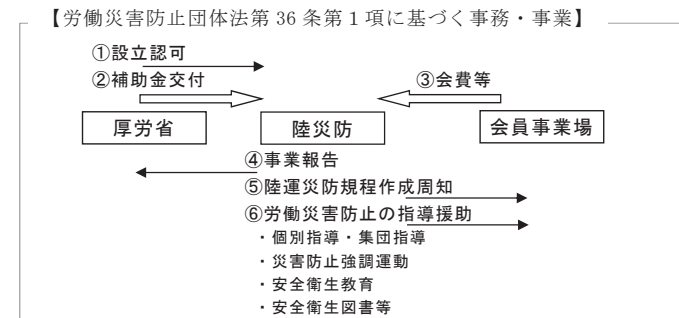 【労働災害防止団体法第 36 条第 1 項に基づく事務・事業】
①設立認可
②補助金交付
③会費等
厚労省
陸災防
会員事業場
④事業報告
⑤陸運災防規程作成周知
⑥労働災害防止の指導援助
・個別指導・集団指導
・災害防止強調運動
・安全衛生教育
・安全衛生図書等